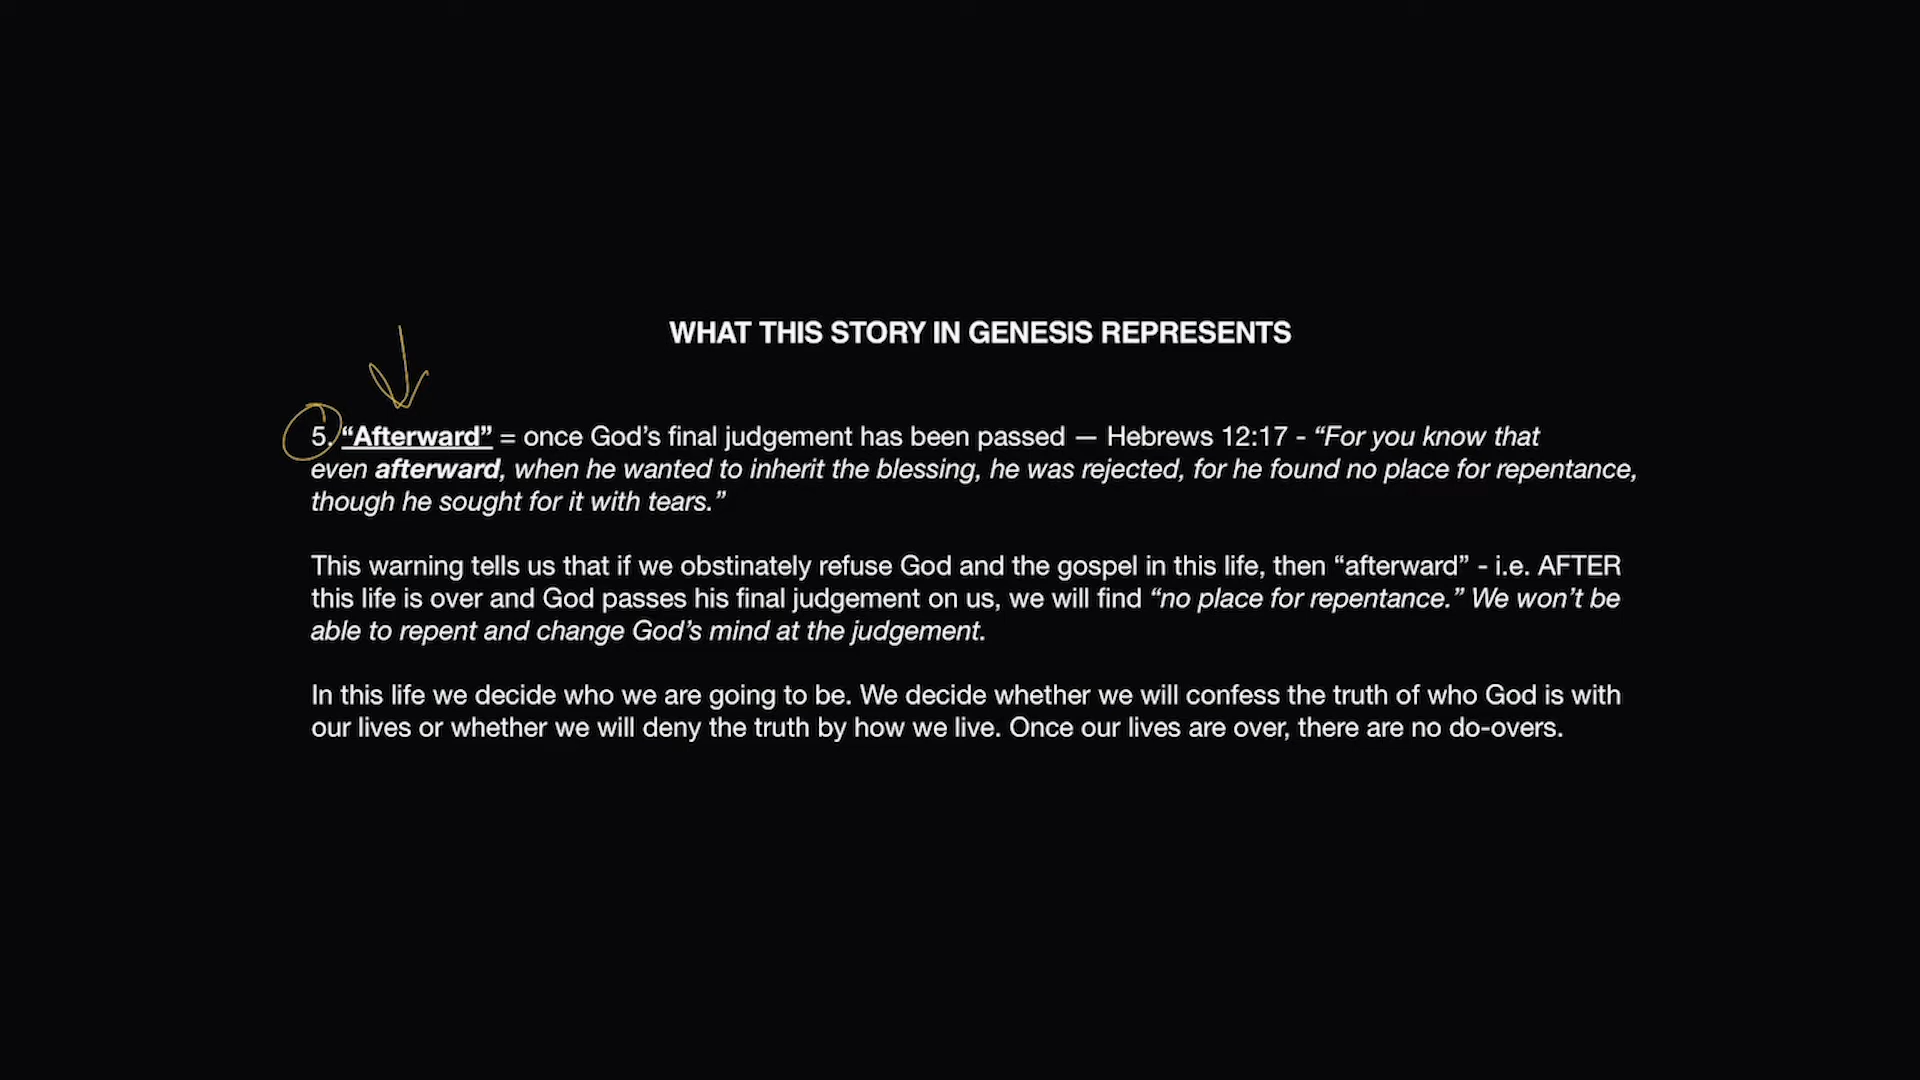 WHAT THIS STORY IN GENESIS REPRESENTS
5. “Afterward” = once God’s final judgement has been passed — Hebrews 12:17 - “For you know that
even afterward, when he wanted to inherit the blessing, he was rejected, for he found no place for repentance,
though he sought for it with tears.”
This warning tells us that if we obstinately refuse God and the gospel in this life, then “afterward” - i.e. AFTER
this life is over and God passes his final judgement on us, we will find “no place for repentance.” We won’t be
able to repent and change God’s mind at the judgement.
In this life we decide who we are going to be. We decide whether we will confess the truth of who God is with
our lives or whether we will deny the truth by how we live. Once our lives are over, there are no do-overs.